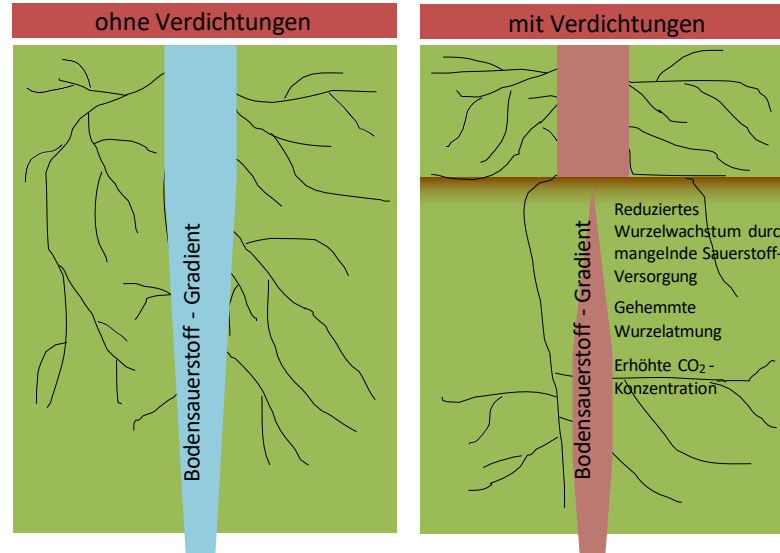 ohne Verdichtungen
Bodensauerstoff - Gradient
mit Verdichtungen
Bodensauerstoff - Gradient
Reduziertes
Wurzelwachstum durc
mangelnde Sauerstoff-
Versorgung
Gehemmte
Wurzelatmung
Erhöhte CO₂ -
Konzentration